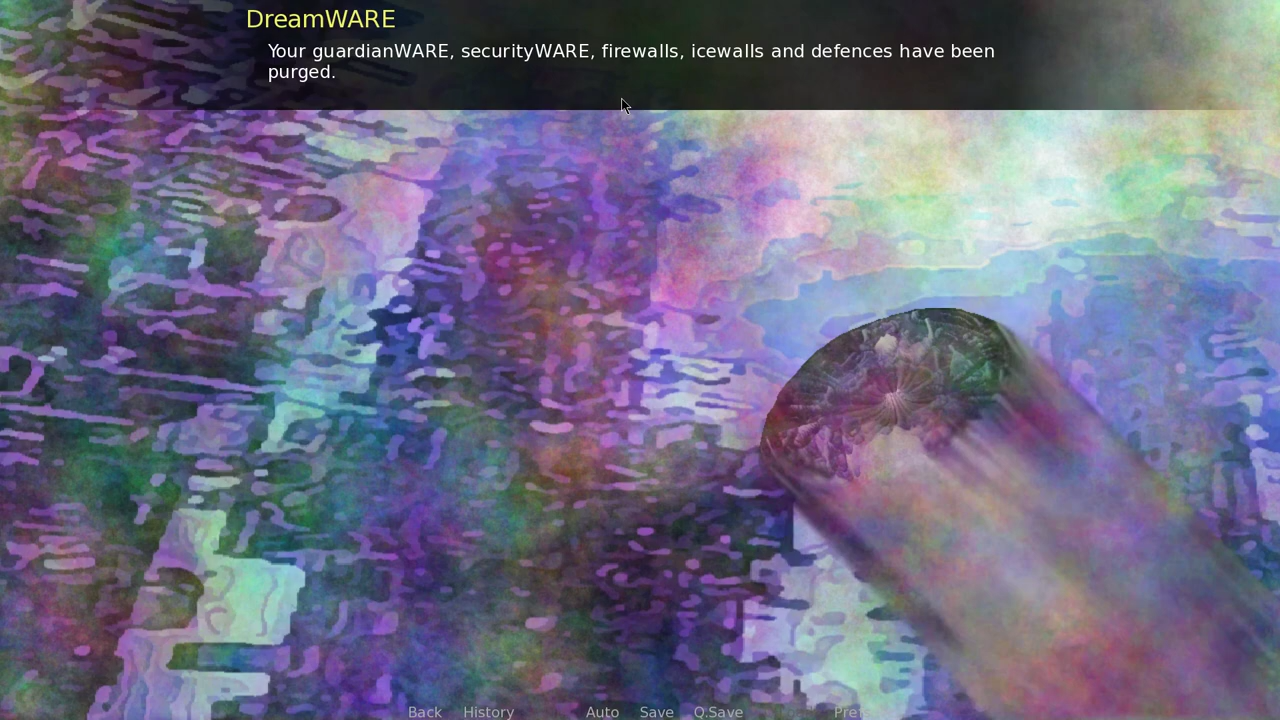 DreamWARE
Your guardianWARE, securityWARE, firewalls, icewalls and defences have been
purged.
Back History Auto Save Q.Save